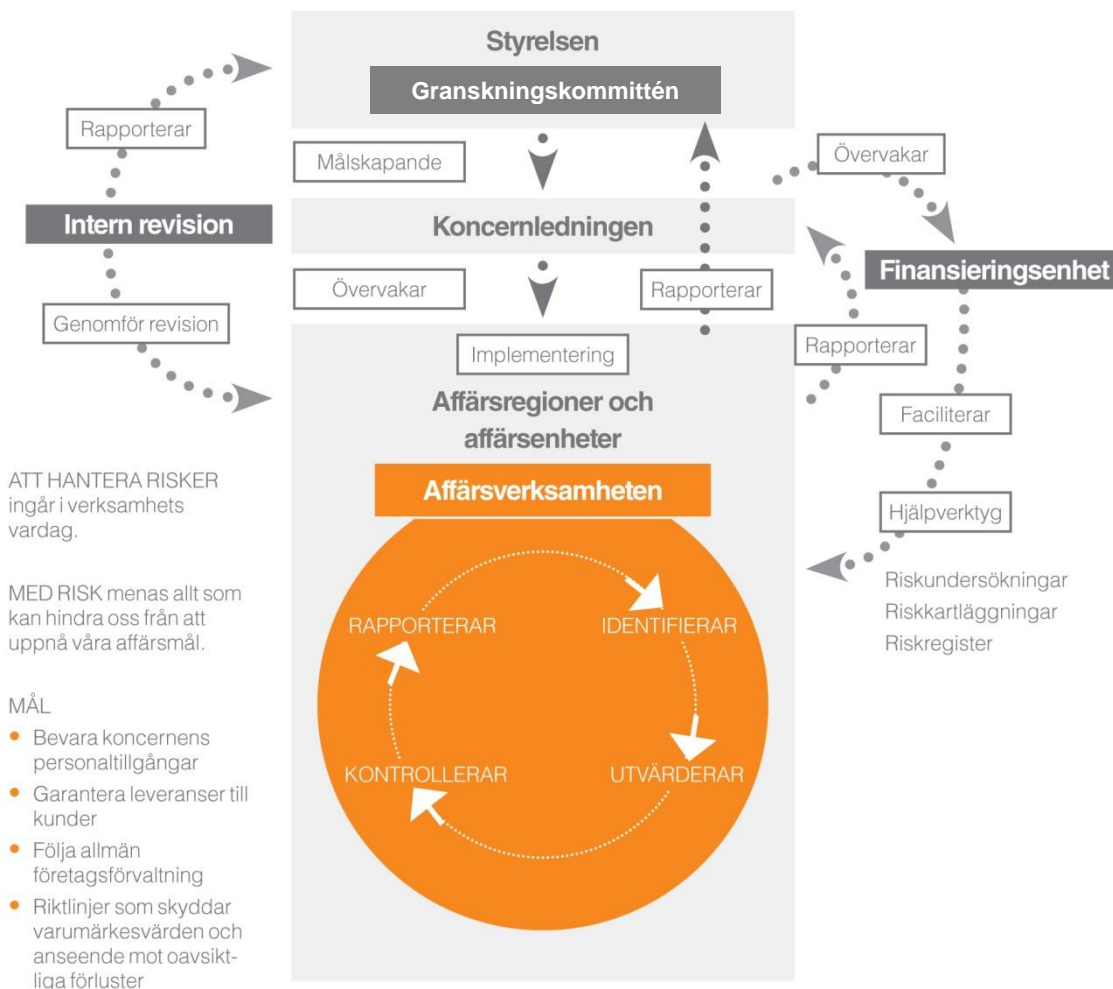 Styrelsen
Granskningskommittén
Rapporterar
Målskapande
Övervakar
Intern revision
Koncernledningen
Finansieringsenhet
Övervakar
Rapporterar
Genomför revision
Implementering
Rapporterar
Affärsregioner och
affärsenheter
Faciliterar
Affärsverksamheten
Hjälpverktyg
ATT HANTERA RISKER
ingår i verksamhets
vardag.
MED RISK menas allt som
kan hindra oss från att
uppnå våra affärsmål.
MÅL
• Bevara koncernens
personaltillgångar
• Garantera leveranser till
kunder
• Följa allmän
företagsförvaltning
• Riktlinjer som skyddar
varumärkesvärden och
anseende mot oavsikt-
liga förluster
RAPPORTERAR
IDENTIFIERAR
KONTROLLERAR
UTVÄRDERAR
Riskundersökningar
Riskkartläggningar
Riskregister